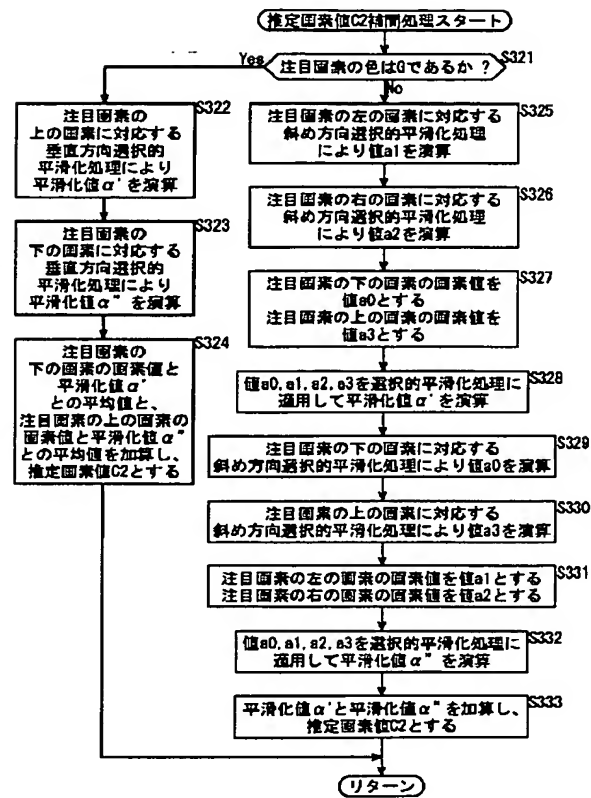 推定画素値C2補間処理スタート
S321
注目画素の色はGであるか ?
Yes
No
S322
注目画素の
上の画素に対応する
垂直方向選択的
平滑化処理により
平滑化値α'を演算
S323
注目画素の
下の画素に対応する
垂直方向選択的
平滑化処理により
平滑化値α"を演算
S324
注目画素の
下の画素の画素値と
平滑化値α'
との平均値と、
注目画素の上の画素の
画素値と平滑化値α"
との平均値を加算し、
推定画素値C2とする
S325
注目画素の左の画素に対応する
斜め方向選択的平滑化処理
により値a1を演算
S326
注目画素の右の画素に対応する
斜め方向選択的平滑化処理
により値a2を演算
S327
注目画素の下の画素の画素値を
値a0とする
注目画素の上の画素の画素値を
値a3とする
S328
値a0,a1,a2,a3を選択的平滑化処理に
適用して平滑化値α'を演算
S329
注目画素の下の画素に対応する
斜め方向選択的平滑化処理により値a0を演算
S330
注目画素の上の画素に対応する
斜め方向選択的平滑化処理により値a3を演算
S331
注目画素の左の画素の画素値を値a1とする
注目画素の右の画素の画素値を値a2とする
S332
値a0,a1,a2,a3を選択的平滑化処理に
適用して平滑化値α"を演算
S333
平滑化値α'と平滑化値α"を加算し、
推定画素値C2とする
リターン